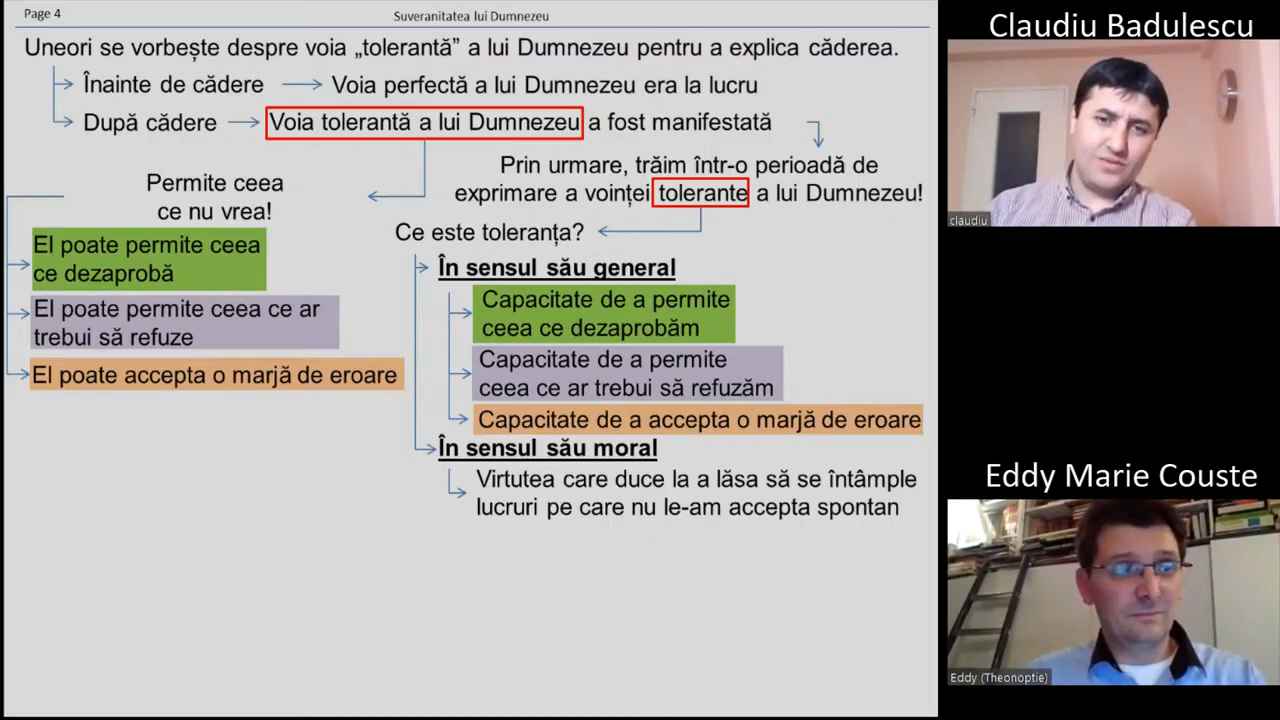 Page 4
Suveranitatea lui Dumnezeu
Uneori se vorbește despre voia „tolerantă” a lui Dumnezeu pentru a explica căderea.
Înainte de cădere
Voia perfectă a lui Dumnezeu era la lucru
După cădere
Voia tolerantă a lui Dumnezeu a fost manifestată
Prin urmare, trăim într-o perioadă de
exprimare a voinței tolerante a lui Dumnezeu!
Permite ceea
ce nu vrea!
El poate permite ceea
ce dezaprobă
El poate permite ceea ce ar
trebui să refuze
El poate accepta o marjă de eroare
Ce este toleranța?
În sensul său general
Capacitate de a permite
ceea ce dezaprobăm
Capacitate de a permite
ceea ce ar trebui să refuzăm
Capacitate de a accepta o marjă de eroare
În sensul său moral
Virtutea care duce la a lăsa să se întâmple
lucruri pe care nu le-am accepta spontan
Claudiu Badulescu
claudiu
Eddy Marie Couste
Eddy (Theonoptie)